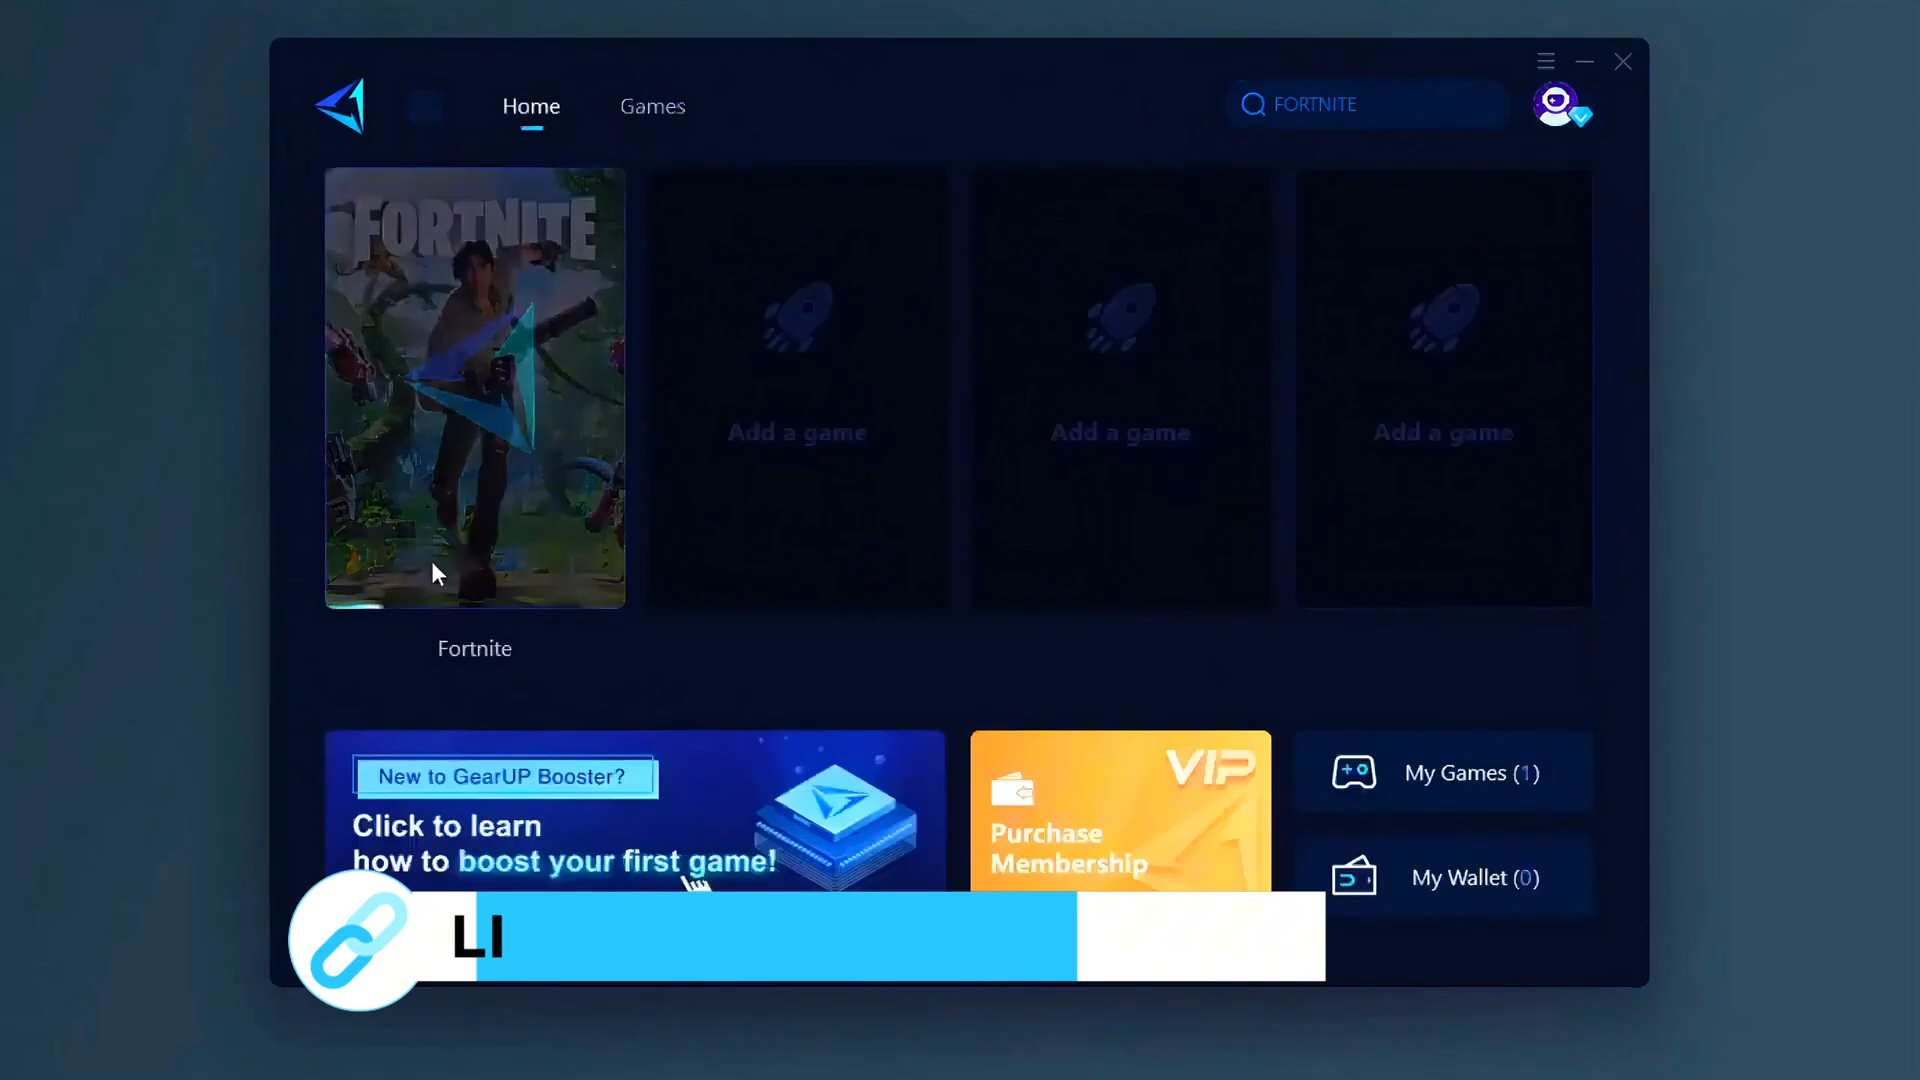 Home
Games
FORTNITE
FORTNITE
Add a game
Add a game
Add a game
Fortnite
New to GearUP Booster?
Click to learn
how to boost your first game!
VIP
Purchase
Membership
My Games (1)
My Wallet (0)
LI